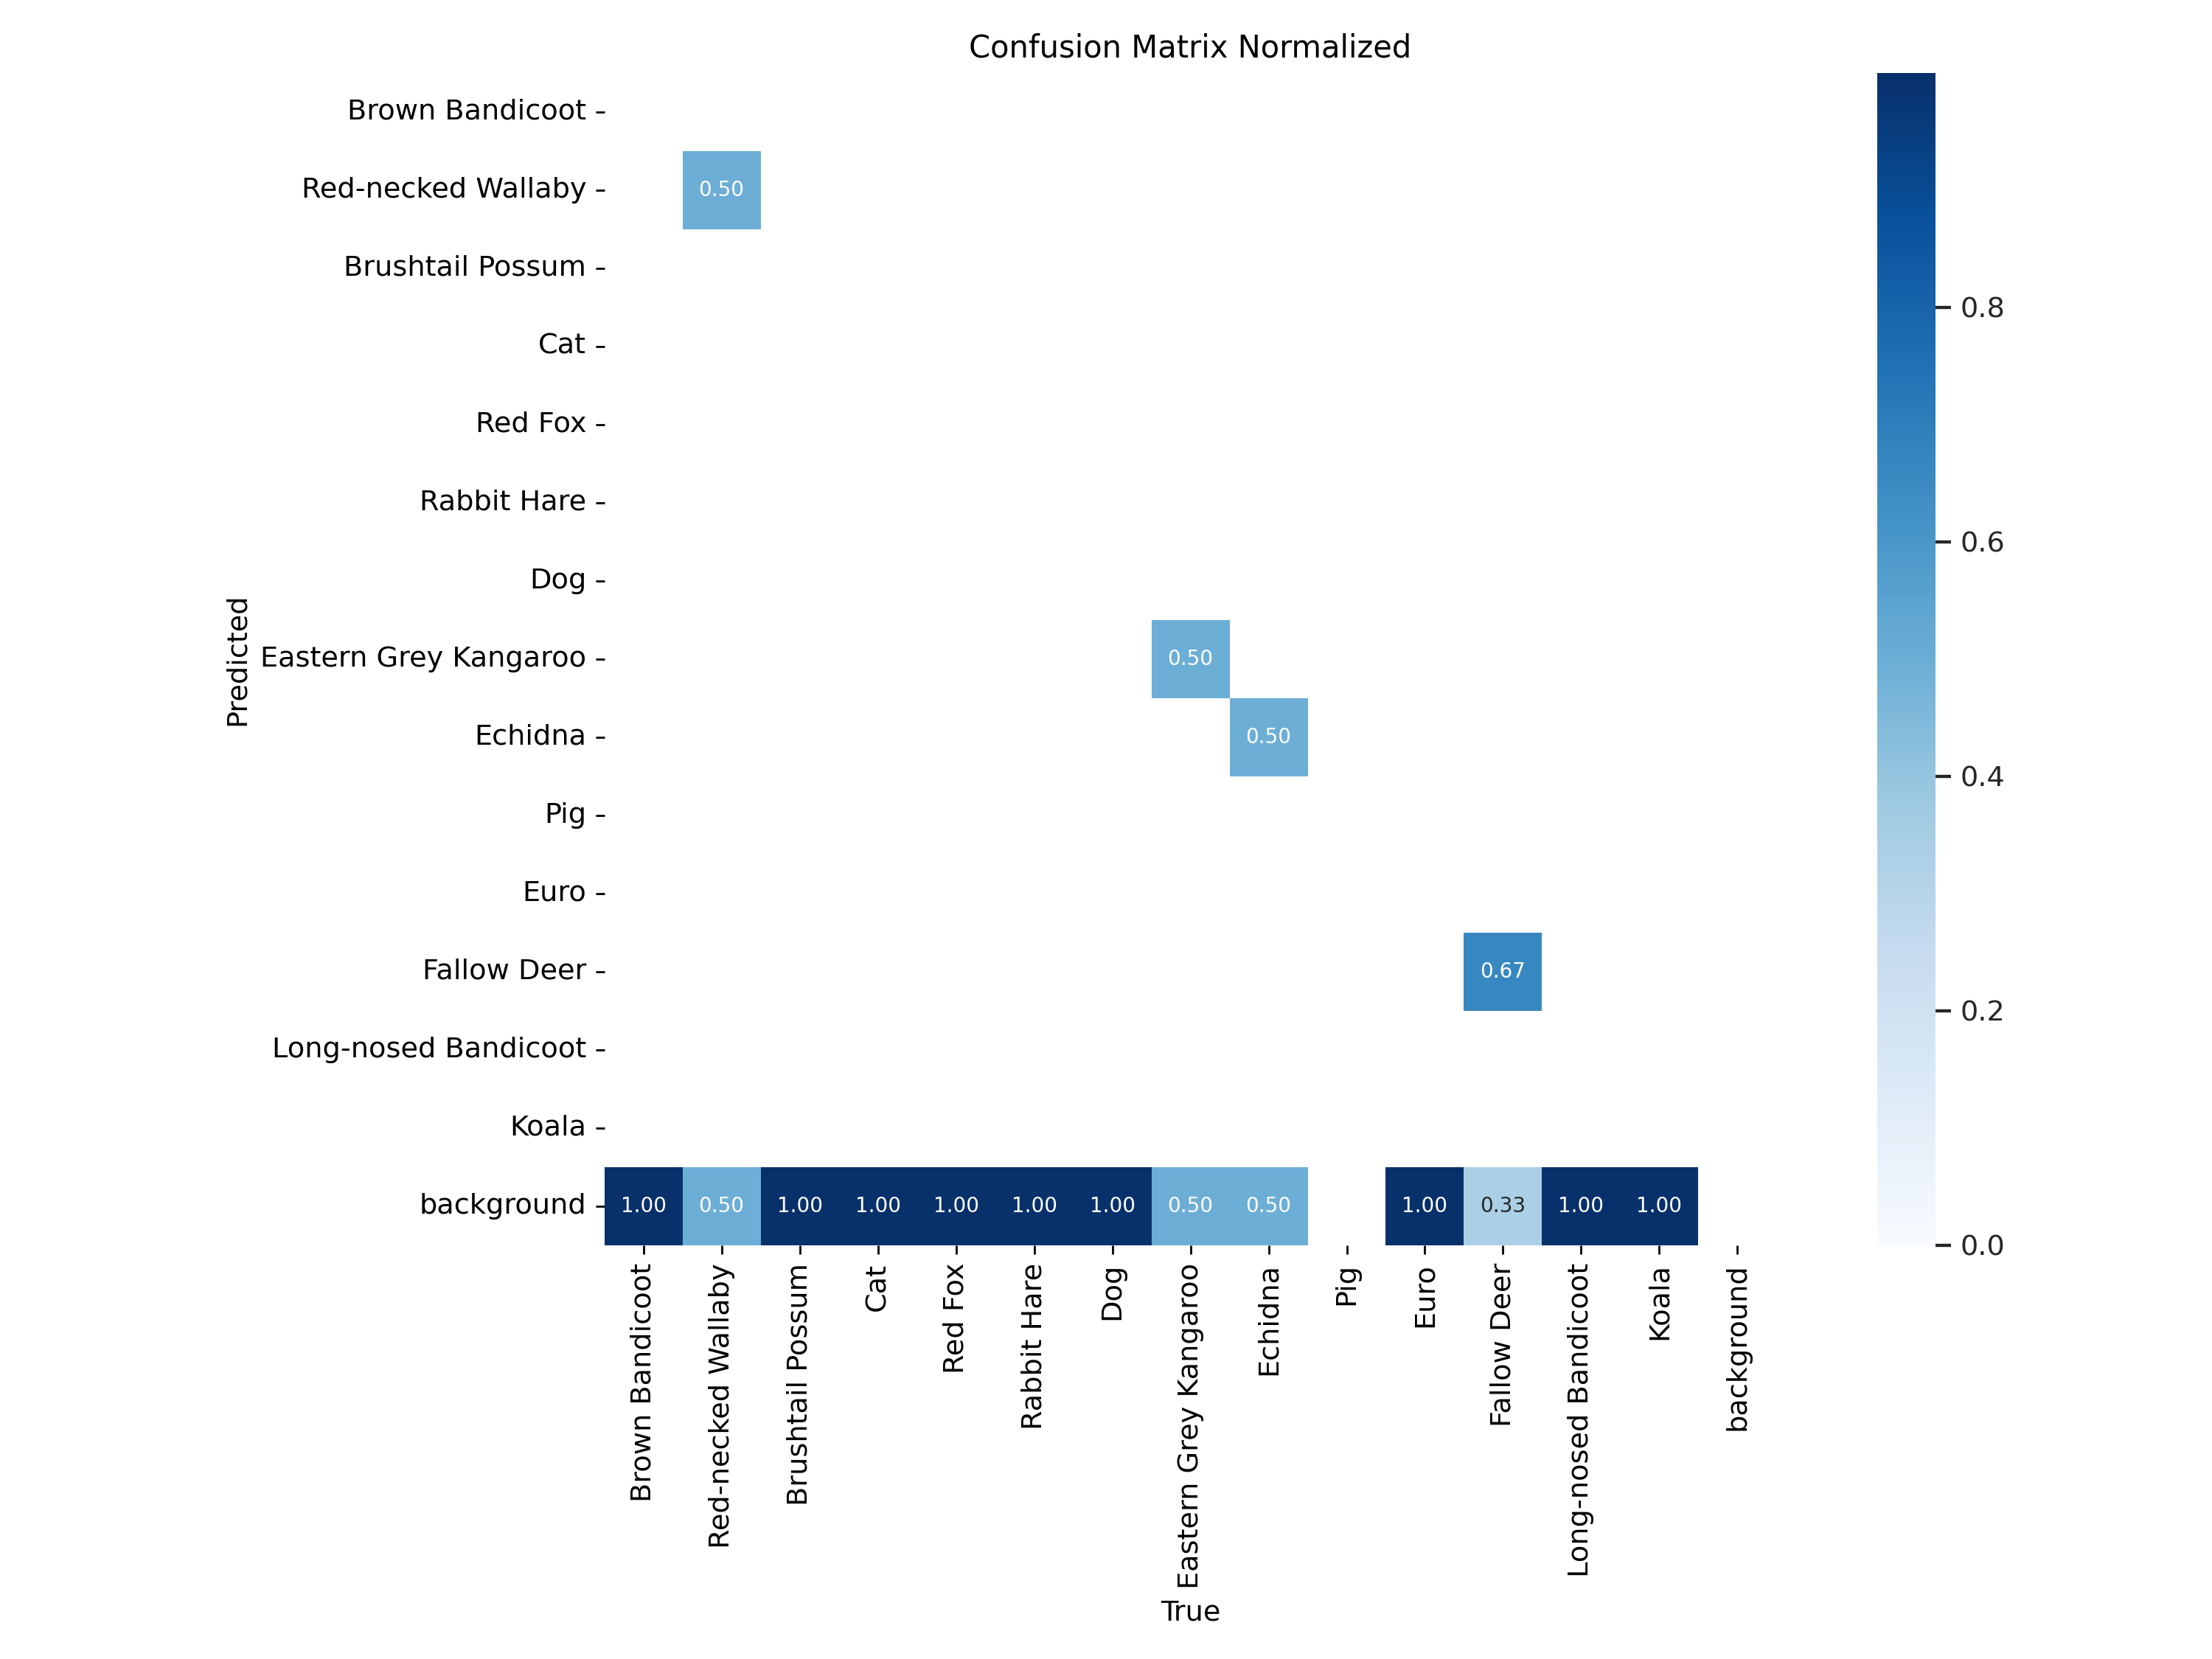 Confusion Matrix Normalized
Predicted
Brown Bandicoot
Red-necked Wallaby
0.50
Brushtail Possum
Cat
Red Fox
Rabbit Hare
Dog
Eastern Grey Kangaroo
0.50
Echidna
0.50
Pig
Euro
Fallow Deer
0.67
Long-nosed Bandicoot
Koala
background
1.00 0.50 1.00 1.00 1.00 1.00 1.00 0.50 0.50 1.00 0.33 1.00 1.00
Brown Bandicoot
Red-necked Wallaby
Brushtail Possum
Cat
Red Fox
Rabbit Hare
Dog
Eastern Grey Kangaroo
Echidna
Pig
Euro
Fallow Deer
Long-nosed Bandicoot
Koala
background
True
0.8
0.6
0.4
0.2
0.0